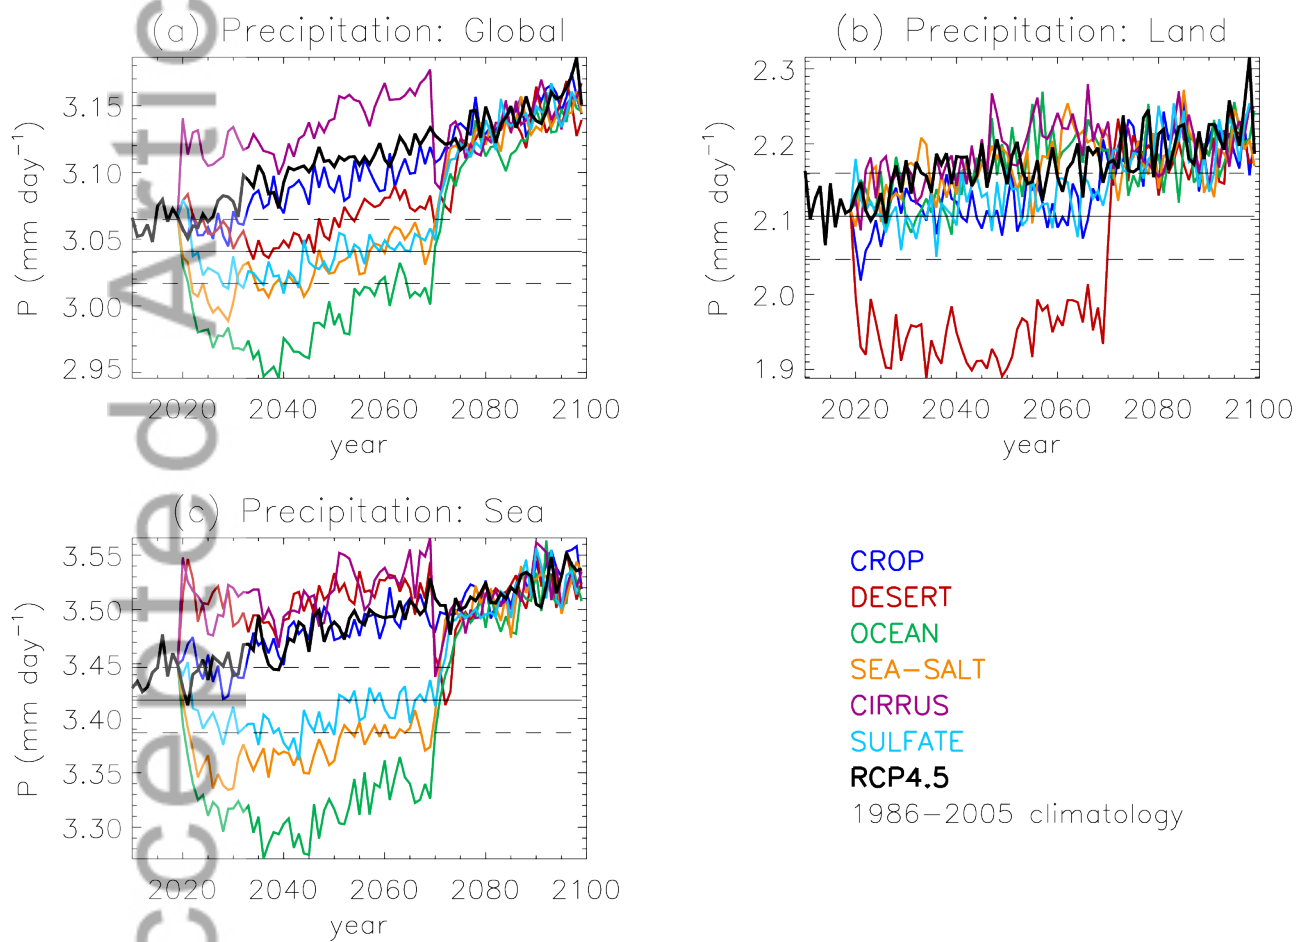 (a) Precipitation: Global
P (mm day⁻¹)
3.15
3.10
3.05
3.00
2.95
2020 2040 2060 2080 2100
year
(b) Precipitation: Land
P (mm day⁻¹)
2.3
2.2
2.1
2.0
1.9
2020 2040 2060 2080 2100
year
(c) Precipitation: Sea
P (mm day⁻¹)
3.55
3.50
3.45
3.40
3.35
3.30
2020 2040 2060 2080 2100
year
CROP
DESERT
OCEAN
SEA–SALT
CIRRUS
SULFATE
RCP4.5
1986–2005 climatology
cepted Artic